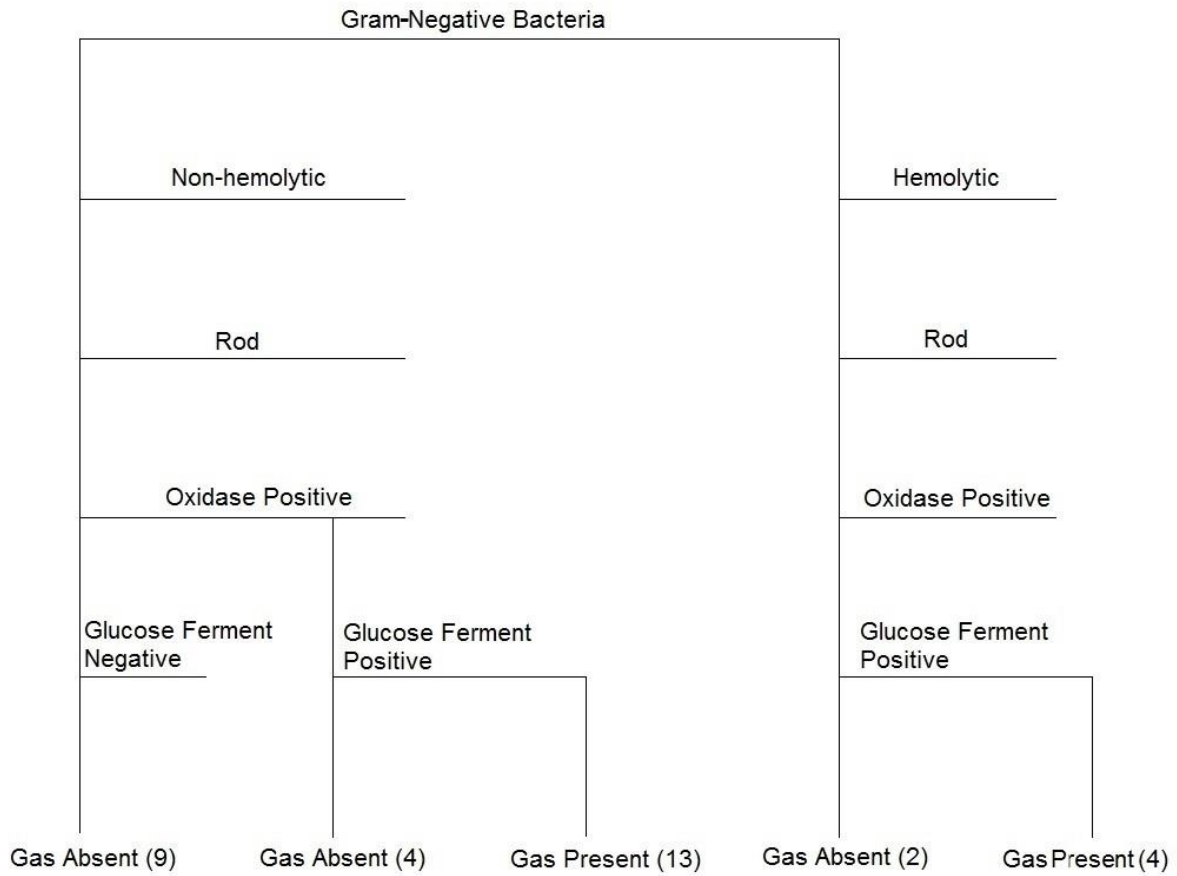 Gram-Negative Bacteria
Non-hemolytic
Hemolytic
Rod
Rod
Oxidase Positive
Oxidase Positive
Glucose Ferment
Negative
Glucose Ferment
Positive
Glucose Ferment
Positive
Gas Absent (9)
Gas Absent (4)
Gas Present (13)
Gas Absent (2)
Gas Present (4)